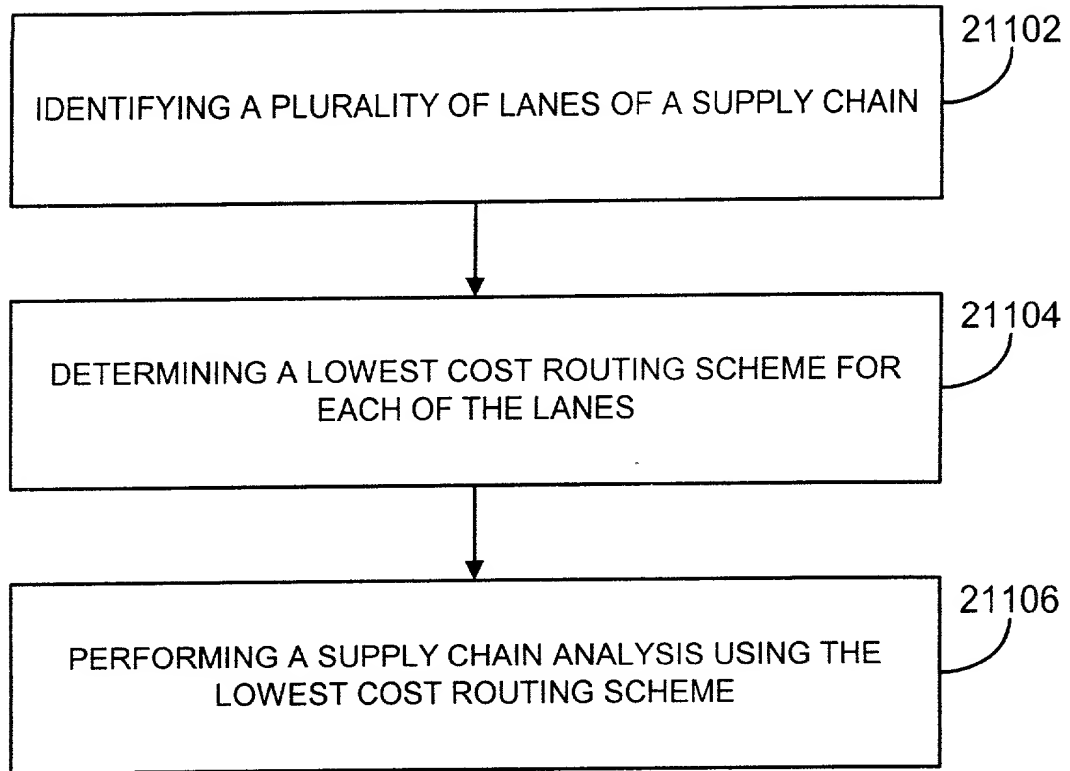 21102
IDENTIFYING A PLURALITY OF LANES OF A SUPPLY CHAIN
21104
DETERMINING A LOWEST COST ROUTING SCHEME FOR
EACH OF THE LANES
21106
PERFORMING A SUPPLY CHAIN ANALYSIS USING THE
LOWEST COST ROUTING SCHEME